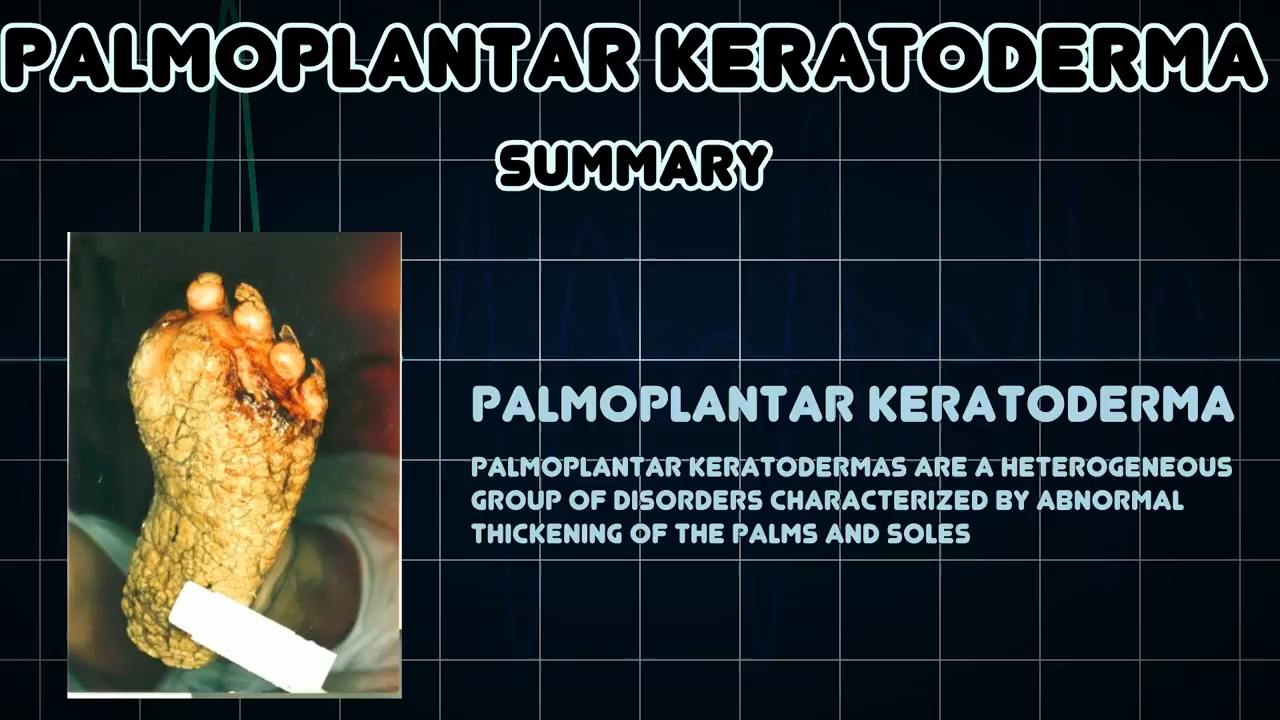 PALMOPLANTAR KERATODERMA
SUMMARY
PALMOPLANTAR KERATODERMA
PALMOPLANTAR KERATODERMAS ARE A HETEROGENEOUS
GROUP OF DISORDERS CHARACTERIZED BY ABNORMAL
THICKENING OF THE PALMS AND SOLES